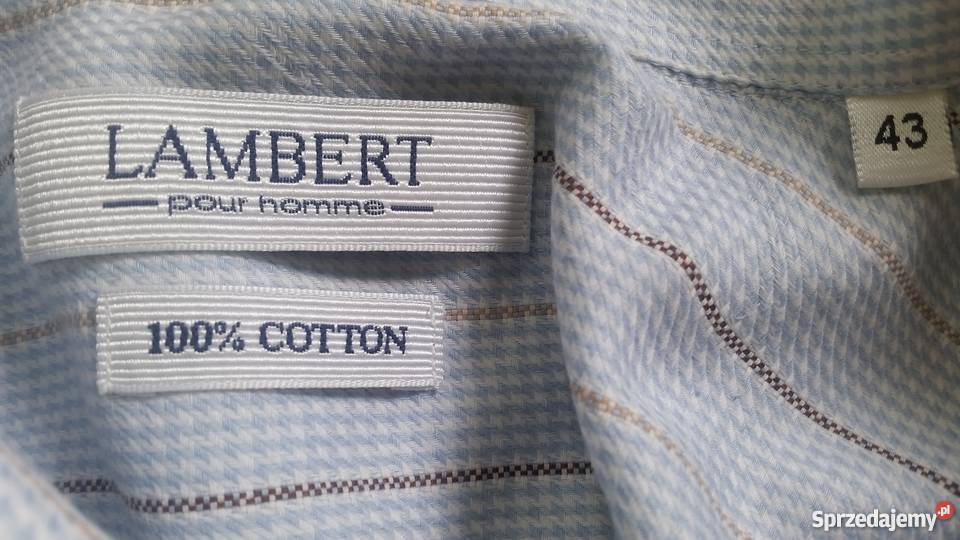 LAMBERT
pour homme
43
100% COTTON
Sprzedajemy.pl